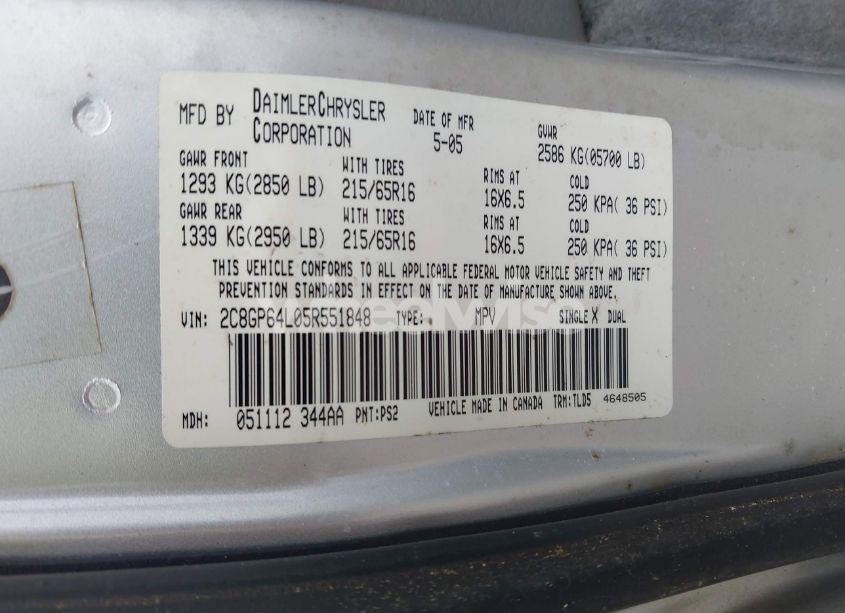 MFD BY DAIMLERCHRYSLER CORPORATION DATE OF MFR 5-05 GVWR 2586 KG(05700 LB)
GAWR FRONT WITH TIRES RIMS AT COLD
1293 KG(2850 LB) 215/65R16 16X6.5 250 KPA( 36 PSI)
GAWR REAR WITH TIRES RIMS AT COLD
1339 KG(2950 LB) 215/65R16 16X6.5 250 KPA( 36 PSI)
THIS VEHICLE CONFORMS TO ALL APPLICABLE FEDERAL MOTOR VEHICLE SAFETY AND THEFT
PREVENTION STANDARDS IN EFFECT ON THE DATE OF MANUFACTURE SHOWN ABOVE.
VIN: 2C8GP64L05R551848 TYPE: MPV SINGLE X DUAL
MDH: 051112 344AA PNT:PS2 VEHICLE MADE IN CANADA TRM:TLD5 4648505